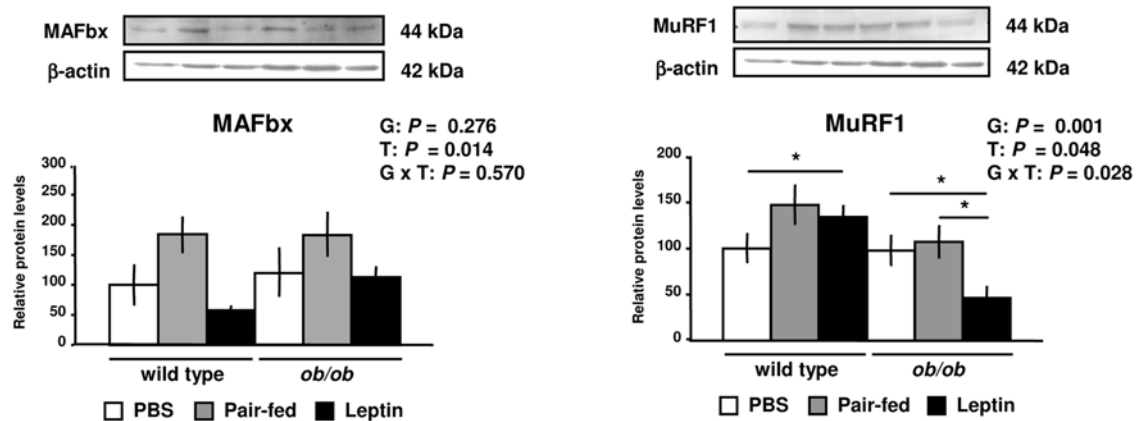 MAFbx 44 kDa
β-actin 42 kDa
MAFbx
G: P = 0.276
T: P = 0.014
G x T: P = 0.570
Relative protein levels
300
250
200
150
100
50
0
wild type ob/ob
PBS Pair-fed Leptin
MuRF1 44 kDa
β-actin 42 kDa
MuRF1
G: P = 0.001
T: P = 0.048
G x T: P = 0.028
Relative protein levels
200
150
100
50
0
*
*
*
wild type ob/ob
PBS Pair-fed Leptin